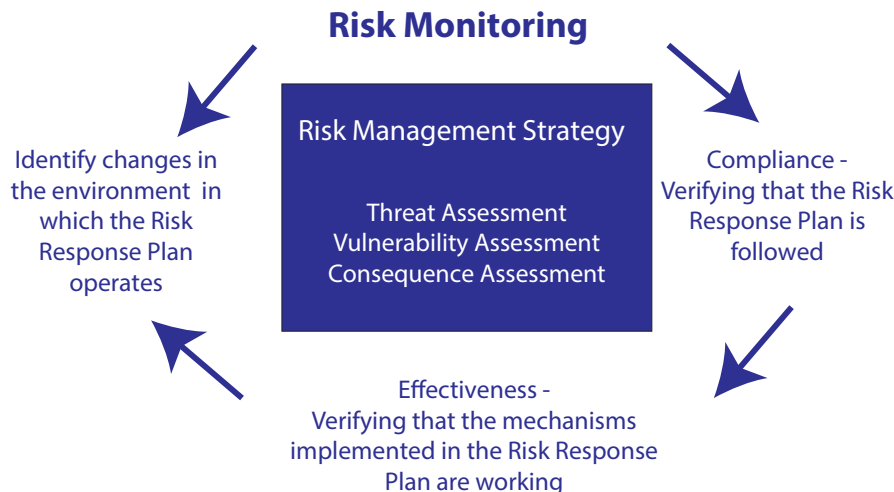 Risk Monitoring
Risk Management Strategy
Threat Assessment
Vulnerability Assessment
Consequence Assessment
Identify changes in
the environment in
which the Risk
Response Plan
operates
Compliance -
Verifying that the Risk
Response Plan is
followed
Effectiveness -
Verifying that the mechanisms
implemented in the Risk Response
Plan are working